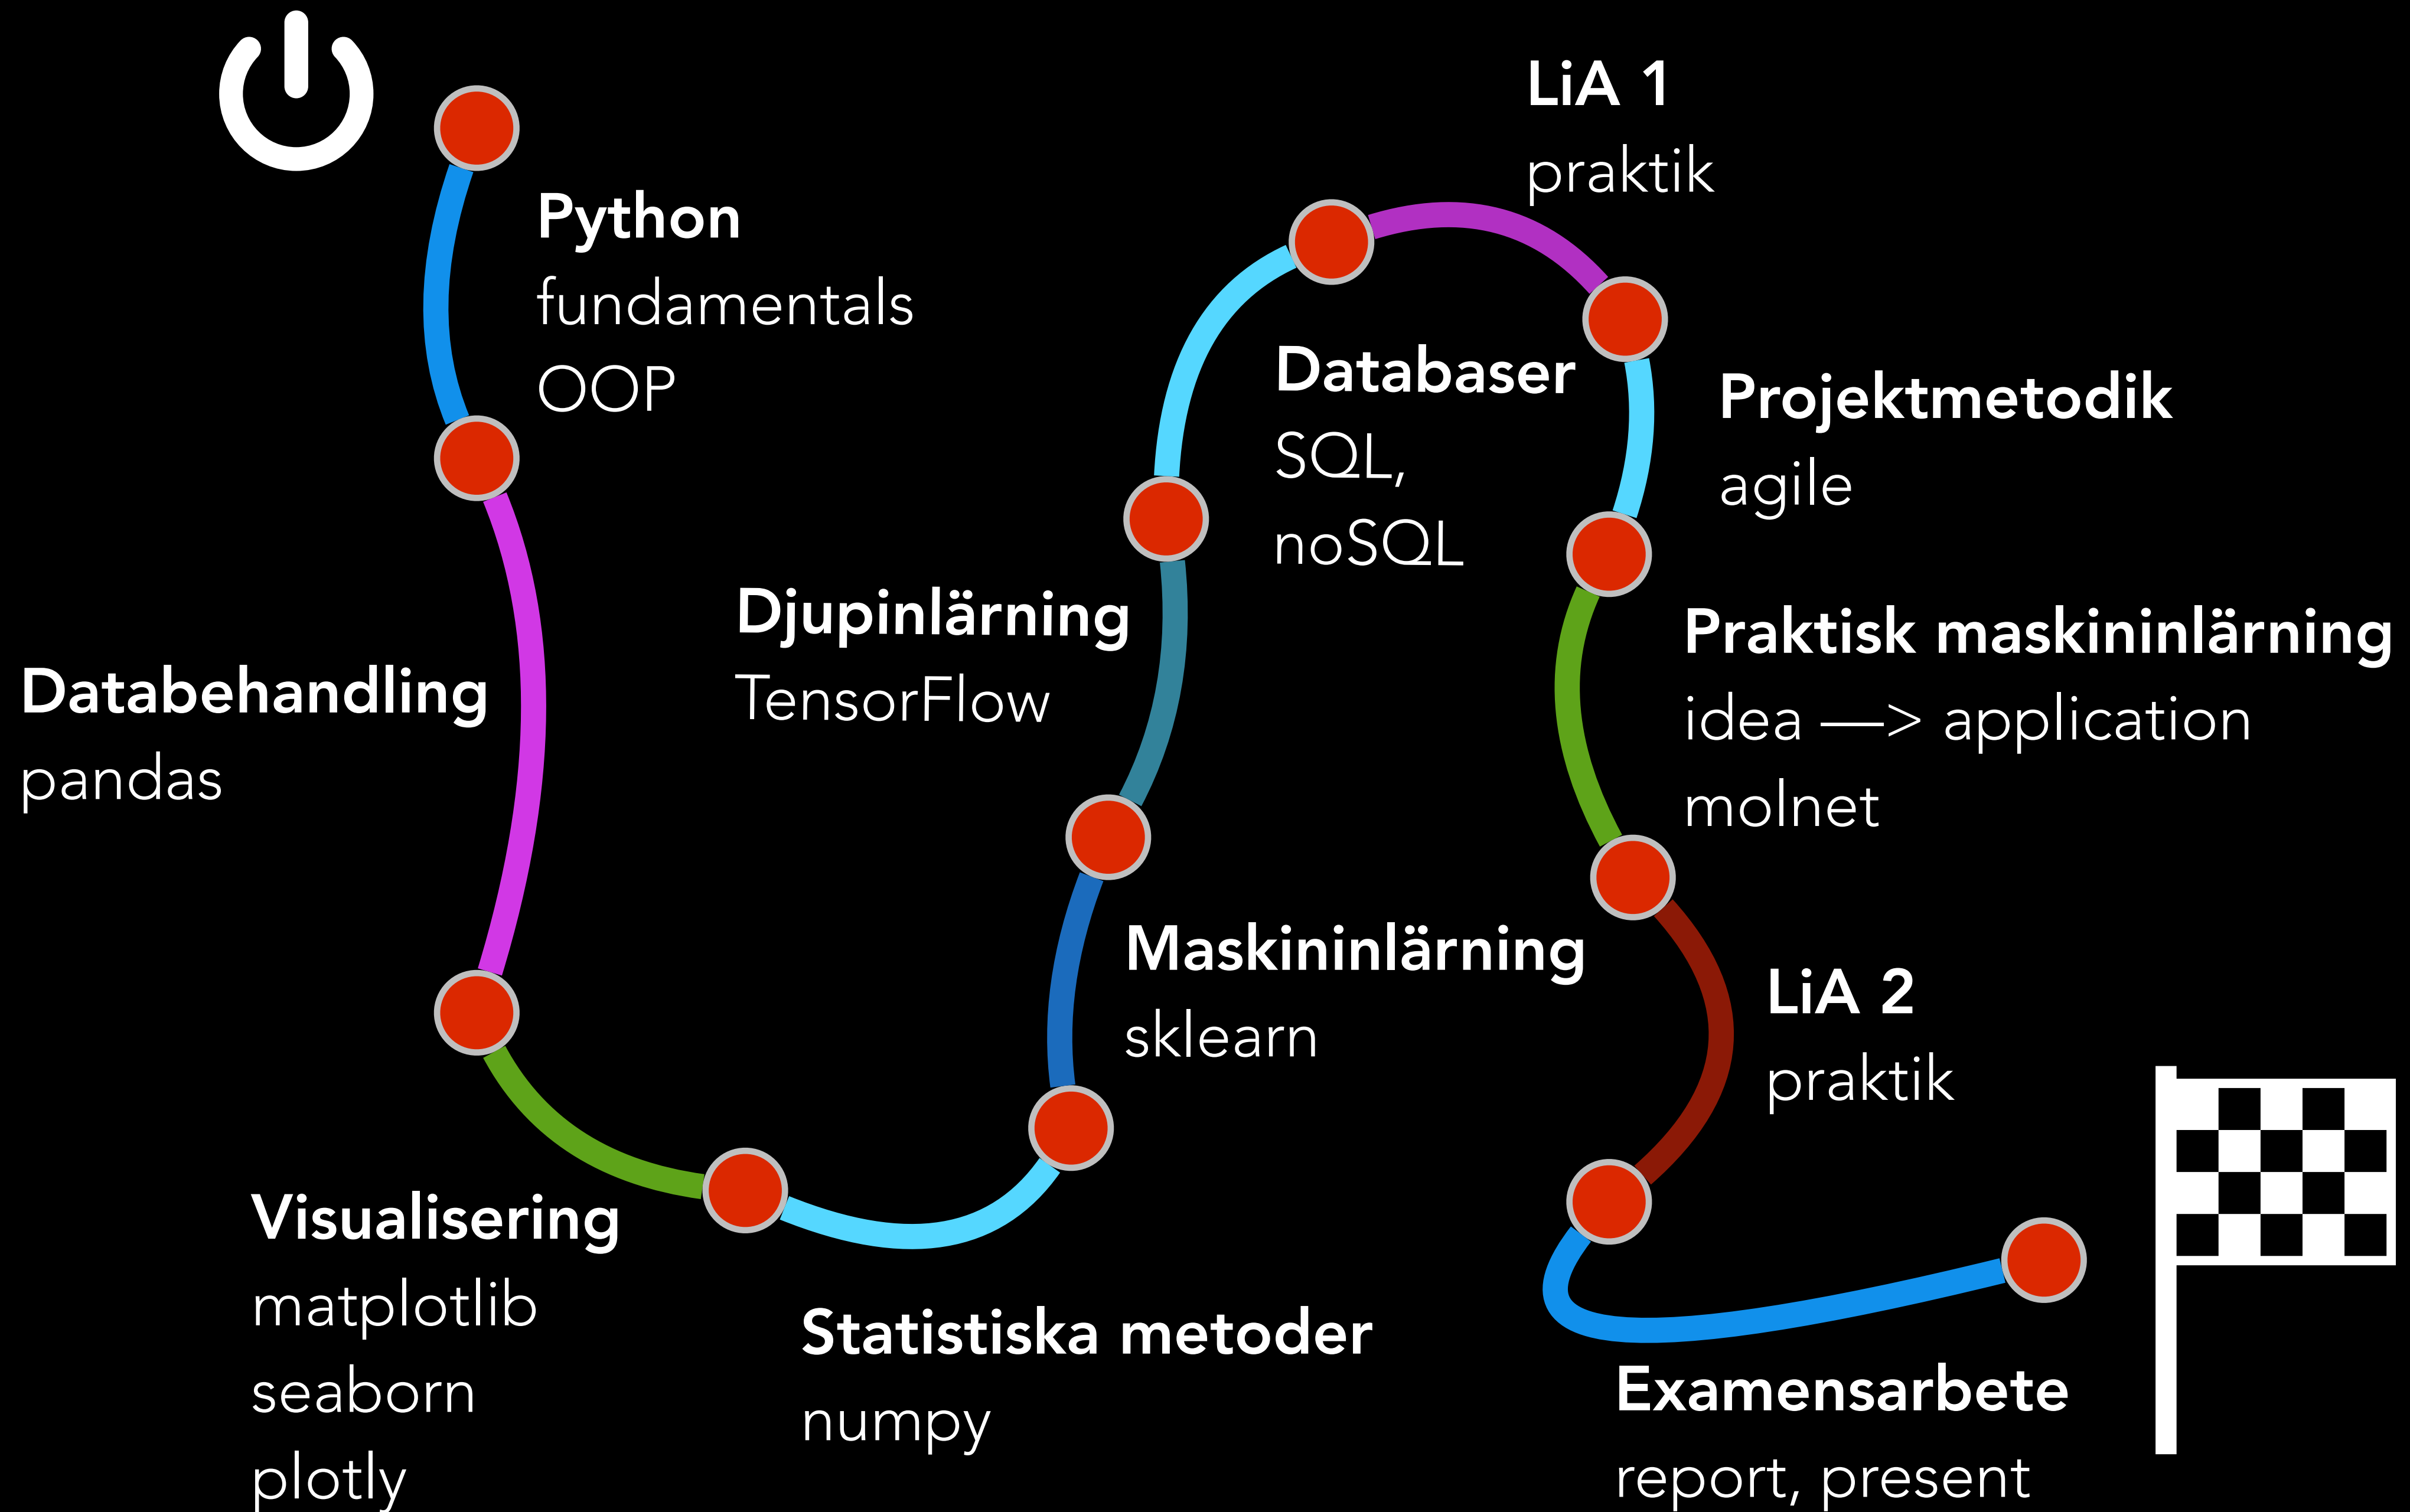 Python
fundamentals
OOP
Databehandling
pandas
Visualisering
matplotlib
seaborn
plotly
Statistiska metoder
numpy
Maskininlärning
sklearn
Djupinlärning
TensorFlow
Databaser
SQL,
noSQL
LiA 1
praktik
Projektmetodik
agile
Praktisk maskininlärning
idea —> application
molnet
LiA 2
praktik
Examensarbete
report, present